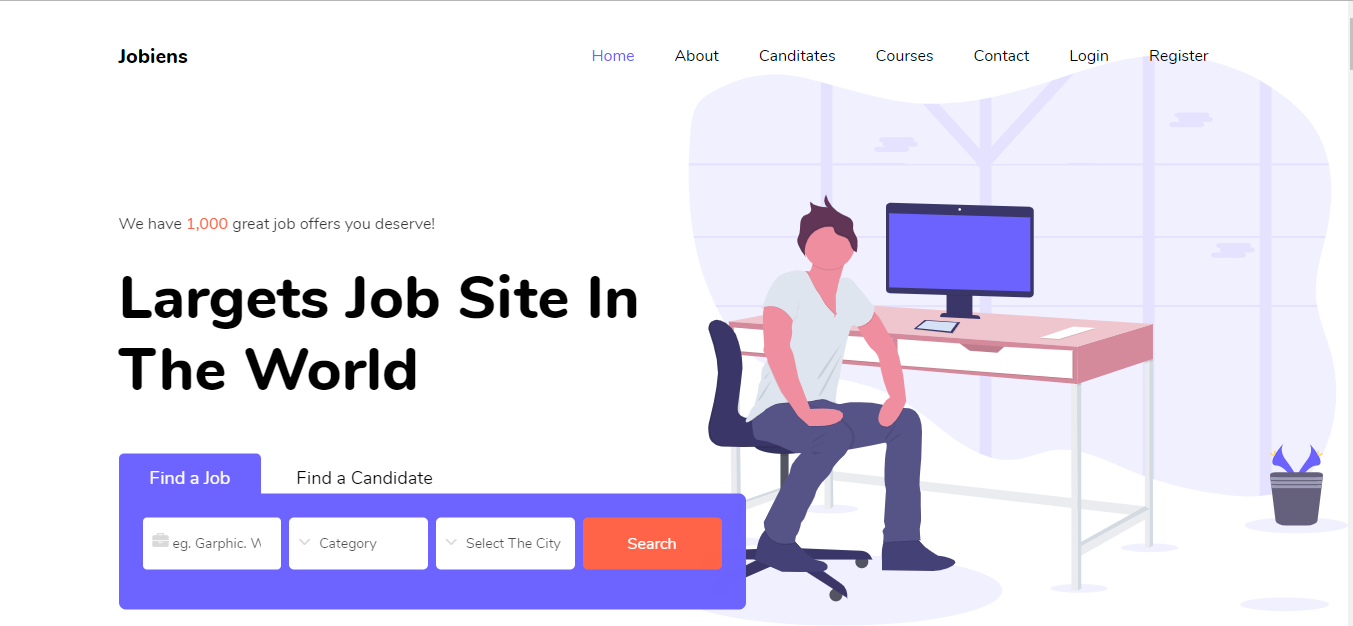 Jobiens
Home About Canditates Courses Contact Login Register
We have 1,000 great job offers you deserve!
Largets Job Site In
The World
Find a Job Find a Candidate
eg. Garphic. W Category Select The City Search